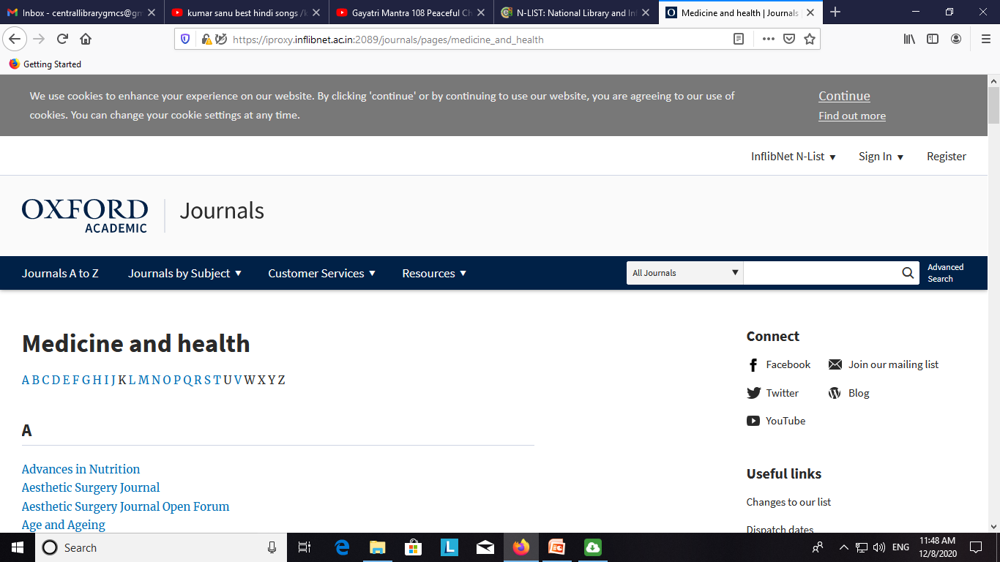 Inbox - centrallibrarygmcs@gm
kumar sanu best hindi songs /k
Gayatri Mantra 108 Peaceful Ch
N-LIST: National Library and Inf
Medicine and health | Journals
https://iproxy.inflibnet.ac.in:2089/journals/pages/medicine_and_health
Getting Started
We use cookies to enhance your experience on our website. By clicking 'continue' or by continuing to use our website, you are agreeing to our use of
cookies. You can change your cookie settings at any time.
Continue
Find out more
InflibNet N-List ▼ Sign In ▼ Register
OXFORD
ACADEMIC
Journals
Journals A to Z Journals by Subject ▼ Customer Services ▼ Resources ▼
All Journals ▼
Advanced
Search
Medicine and health
A B C D E F G H I J K L M N O P Q R S T U V W X Y Z
A
Advances in Nutrition
Aesthetic Surgery Journal
Aesthetic Surgery Journal Open Forum
Age and Ageing
Connect
Facebook Join our mailing list
Twitter Blog
YouTube
Useful links
Changes to our list
Dispatch dates
Search
L
ENG
11:48 AM
12/8/2020